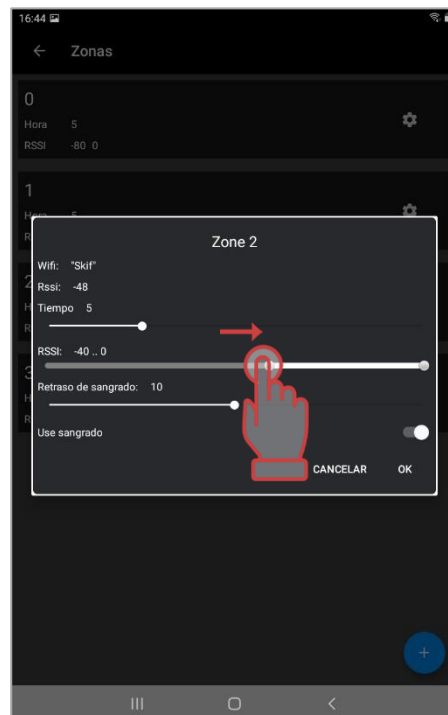 16:44
Zonas
0
Hora 5
RSSI -80 0
1
Zone 2
Wifi: "Skif"
Rssi: -48
Tiempo 5
RSSI: -40 .. 0
Retraso de sangrado: 10
Use sangrado
CANCELAR OK